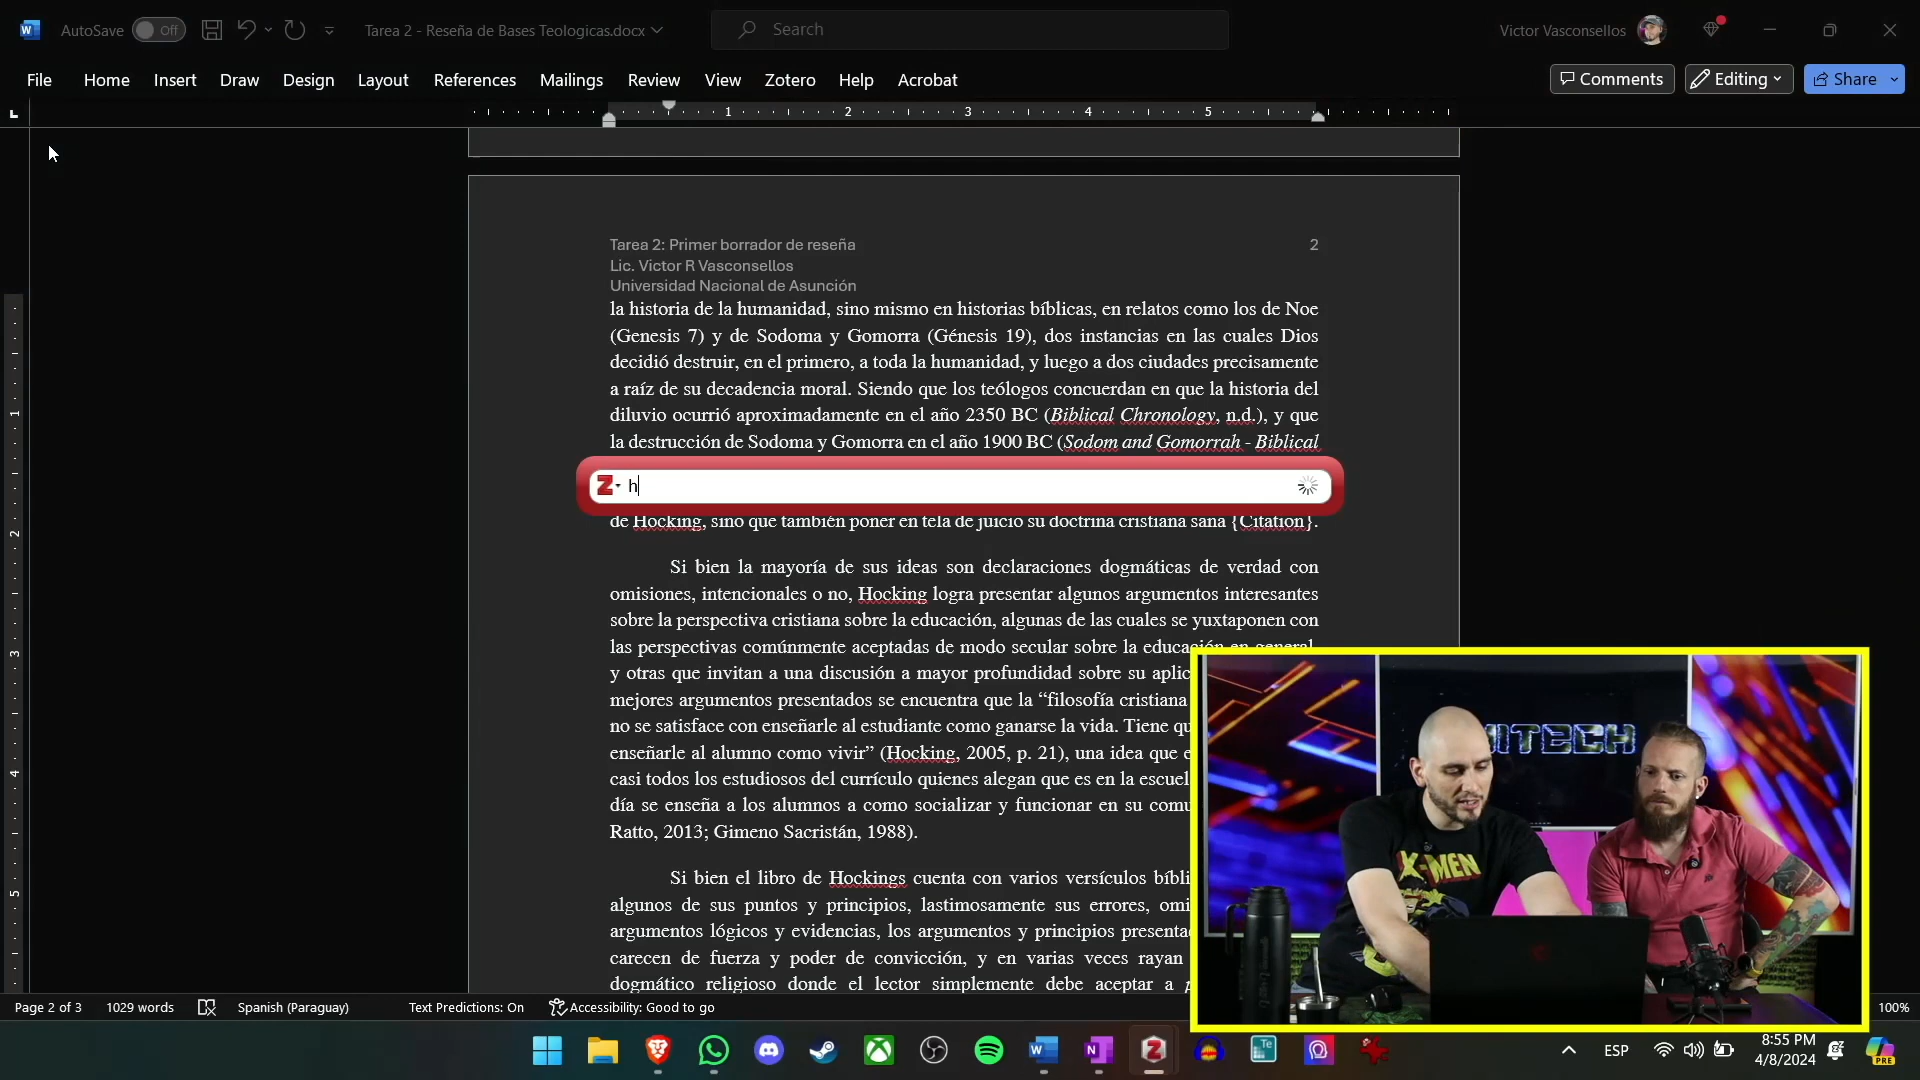 AutoSave
Off
Tarea 2 - Reseña de Bases Teologicas.docx
Search
Victor Vasconsellos
File Home Insert Draw Design Layout References Mailings Review View Zotero Help Acrobat
Comments
Editing
Share
1 2 3 4 5
Tarea 2: Primer borrador de reseña 2
Lic. Victor R Vasconsellos
Universidad Nacional de Asunción
la historia de la humanidad, sino mismo en historias bíblicas, en relatos como los de Noe
(Genesis 7) y de Sodoma y Gomorra (Génesis 19), dos instancias en las cuales Dios
decidió destruir, en el primero, a toda la humanidad, y luego a dos ciudades precisamente
a raíz de su decadencia moral. Siendo que los teólogos concuerdan en que la historia del
diluvio ocurrió aproximadamente en el año 2350 BC (Biblical Chronology, n.d.), y que
la destrucción de Sodoma y Gomorra en el año 1900 BC (Sodom and Gomorrah - Biblical
Z h
de Hocking, sino que también poner en tela de juicio su doctrina cristiana sana {Citation}.
Si bien la mayoría de sus ideas son declaraciones dogmáticas de verdad con
omisiones, intencionales o no, Hocking logra presentar algunos argumentos interesantes
sobre la perspectiva cristiana sobre la educación, algunas de las cuales se yuxtaponen con
las perspectivas comúnmente aceptadas de modo secular sobre la educación en general,
y otras que invitan a una discusión a mayor profundidad sobre su aplic
mejores argumentos presentados se encuentra que la “filosofía cristiana
no se satisface con enseñarle al estudiante como ganarse la vida. Tiene qu
enseñarle al alumno como vivir” (Hocking, 2005, p. 21), una idea que e
casi todos los estudiosos del currículo quienes alegan que es en la escuel
día se enseña a los alumnos a como socializar y funcionar en su comu
Ratto, 2013; Gimeno Sacristán, 1988).
Si bien el libro de Hockings cuenta con varios versículos bíbli
algunos de sus puntos y principios, lastimosamente sus errores, omi
argumentos lógicos y evidencias, los argumentos y principios presenta
carecen de fuerza y poder de convicción, y en varias veces rayan
dogmático religioso donde el lector simplemente debe aceptar a
1
2
3
4
5
X-MEN
Page 2 of 3 1029 words Spanish (Paraguay) Text Predictions: On Accessibility: Good to go 100%
ESP
8:55 PM
4/8/2024
PRE